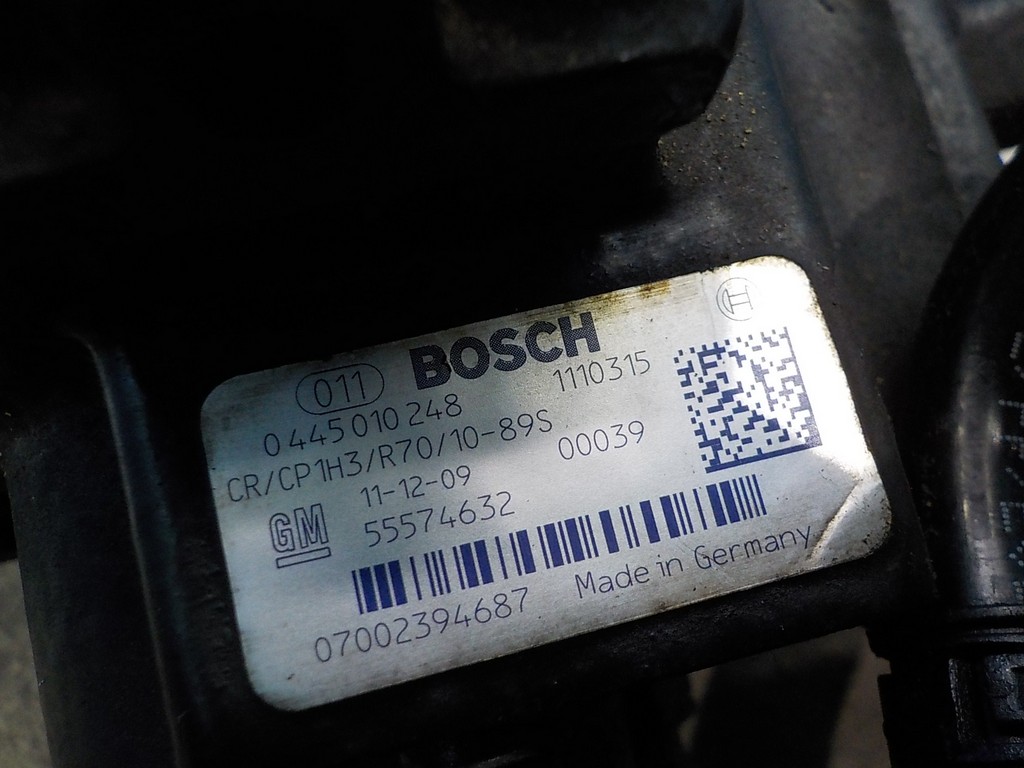 011 BOSCH
0 445 010 248 1110315
CR/CP1H3/R70/10-89S
11-12-09 00039
GM 55574632
07002394687 Made in Germany